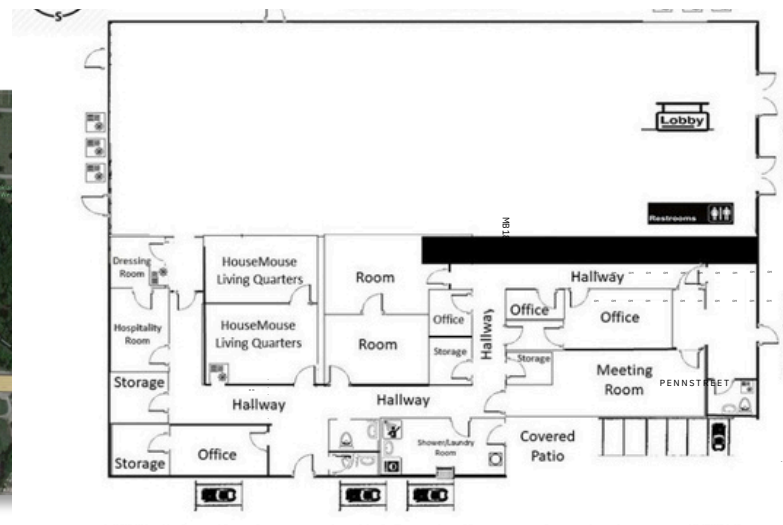 S
Lobby
Restrooms
Dressing
Room
HouseMouse
Living Quarters
Room
Hallway
Hospitality
Room
HouseMouse
Living Quarters
Room
Office
Storage
Hallway
Office
Office
Storage
Meeting
Room
PENNSTREET
Storage
Hallway
Hallway
Storage
Office
Shower/Laundry
Room
Covered
Patio